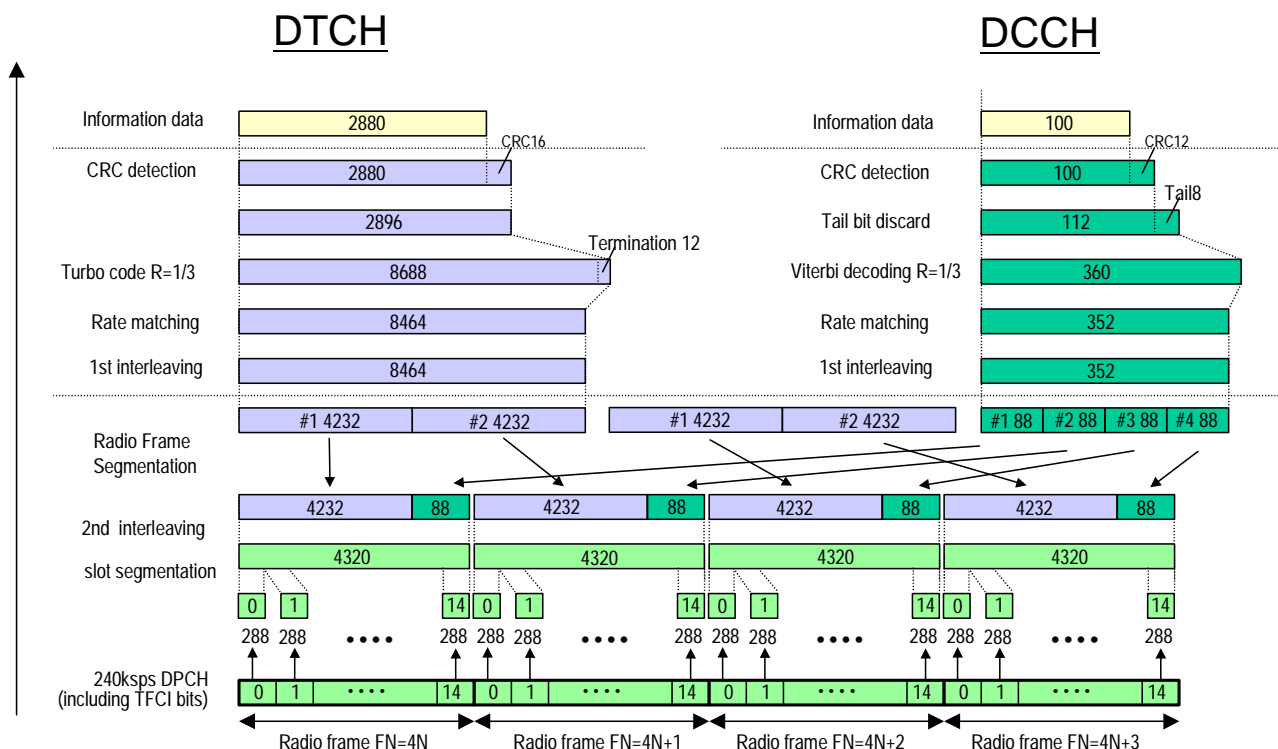 DTCH DCCH
Information data 2880 Information data 100
CRC16 CRC12
CRC detection 2880 CRC detection 100
Tail8
2896 Tail bit discard 112
Termination 12
Turbo code R=1/3 8688 Viterbi decoding R=1/3 360
Rate matching 8464 Rate matching 352
1st interleaving 8464 1st interleaving 352
#1 4232 #2 4232 #1 4232 #2 4232 #1 88 #2 88 #3 88 #4 88
Radio Frame
Segmentation
4232 88 4232 88 4232 88 4232 88
2nd interleaving
4320 4320 4320 4320
slot segmentation
0 1 14 0 1 14 0 1 14 0 1 14
288 288 •••• 288 288 288 •••• 288 288 288 •••• 288 288 288 •••• 288
240ksps DPCH
(including TFCI bits)
0 1 •••• 14 0 1 •••• 14 0 1 •••• 14 0 1 •••• 14
Radio frame FN=4N Radio frame FN=4N+1 Radio frame FN=4N+2 Radio frame FN=4N+3